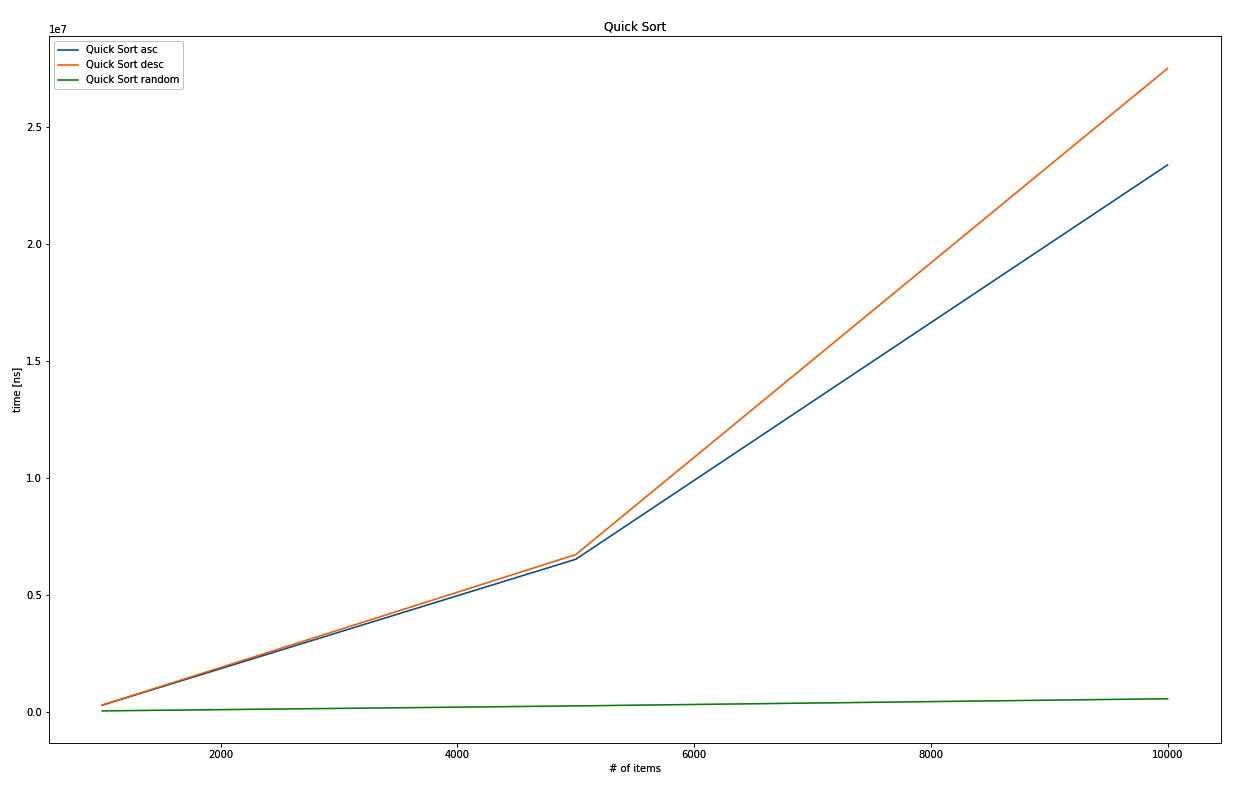 Quick Sort
1e7
Quick Sort asc
Quick Sort desc
Quick Sort random
2.5
2.0
1.5
1.0
0.5
0.0
time [ns]
2000 4000 6000 8000 10000
# of items